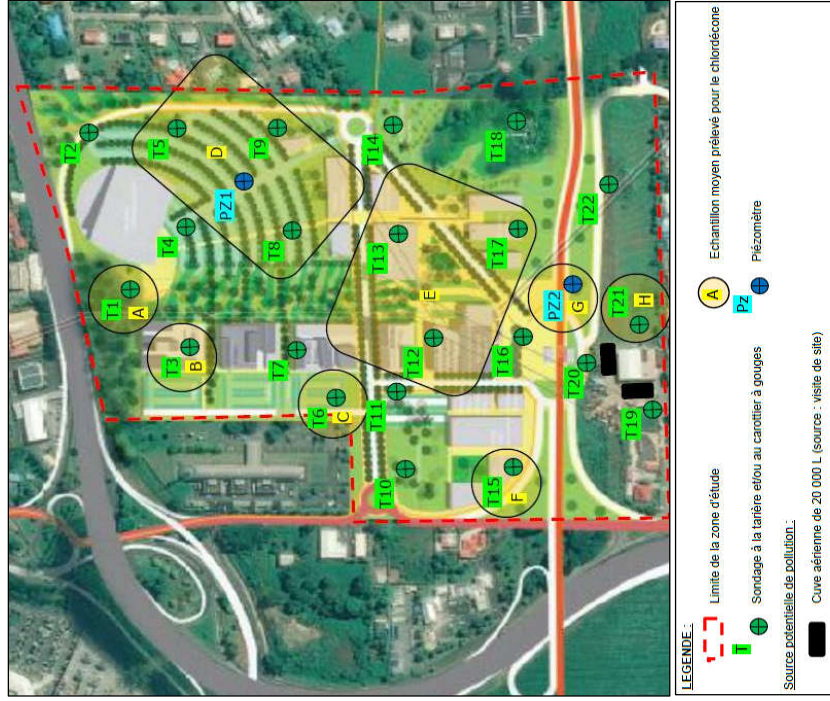 T2
T5
D
T9
PZ1
T4
T8
T1
A
T3
B
T7
T6
C
T14
T18
T13
T17
E
T12
T16
T11
T10
T15
F
PZ2
G
T22
T21
H
T20
T19
LEGENDE :
Limite de la zone d'étude
T
Sondage à la tarière et/ou au carottier à gouges
Source potentielle de pollution :
Cuve aérienne de 20 000 L (source : visite de site)
A
Echantillon moyen prélevé pour le chlordécone
Pz
Piézomètre